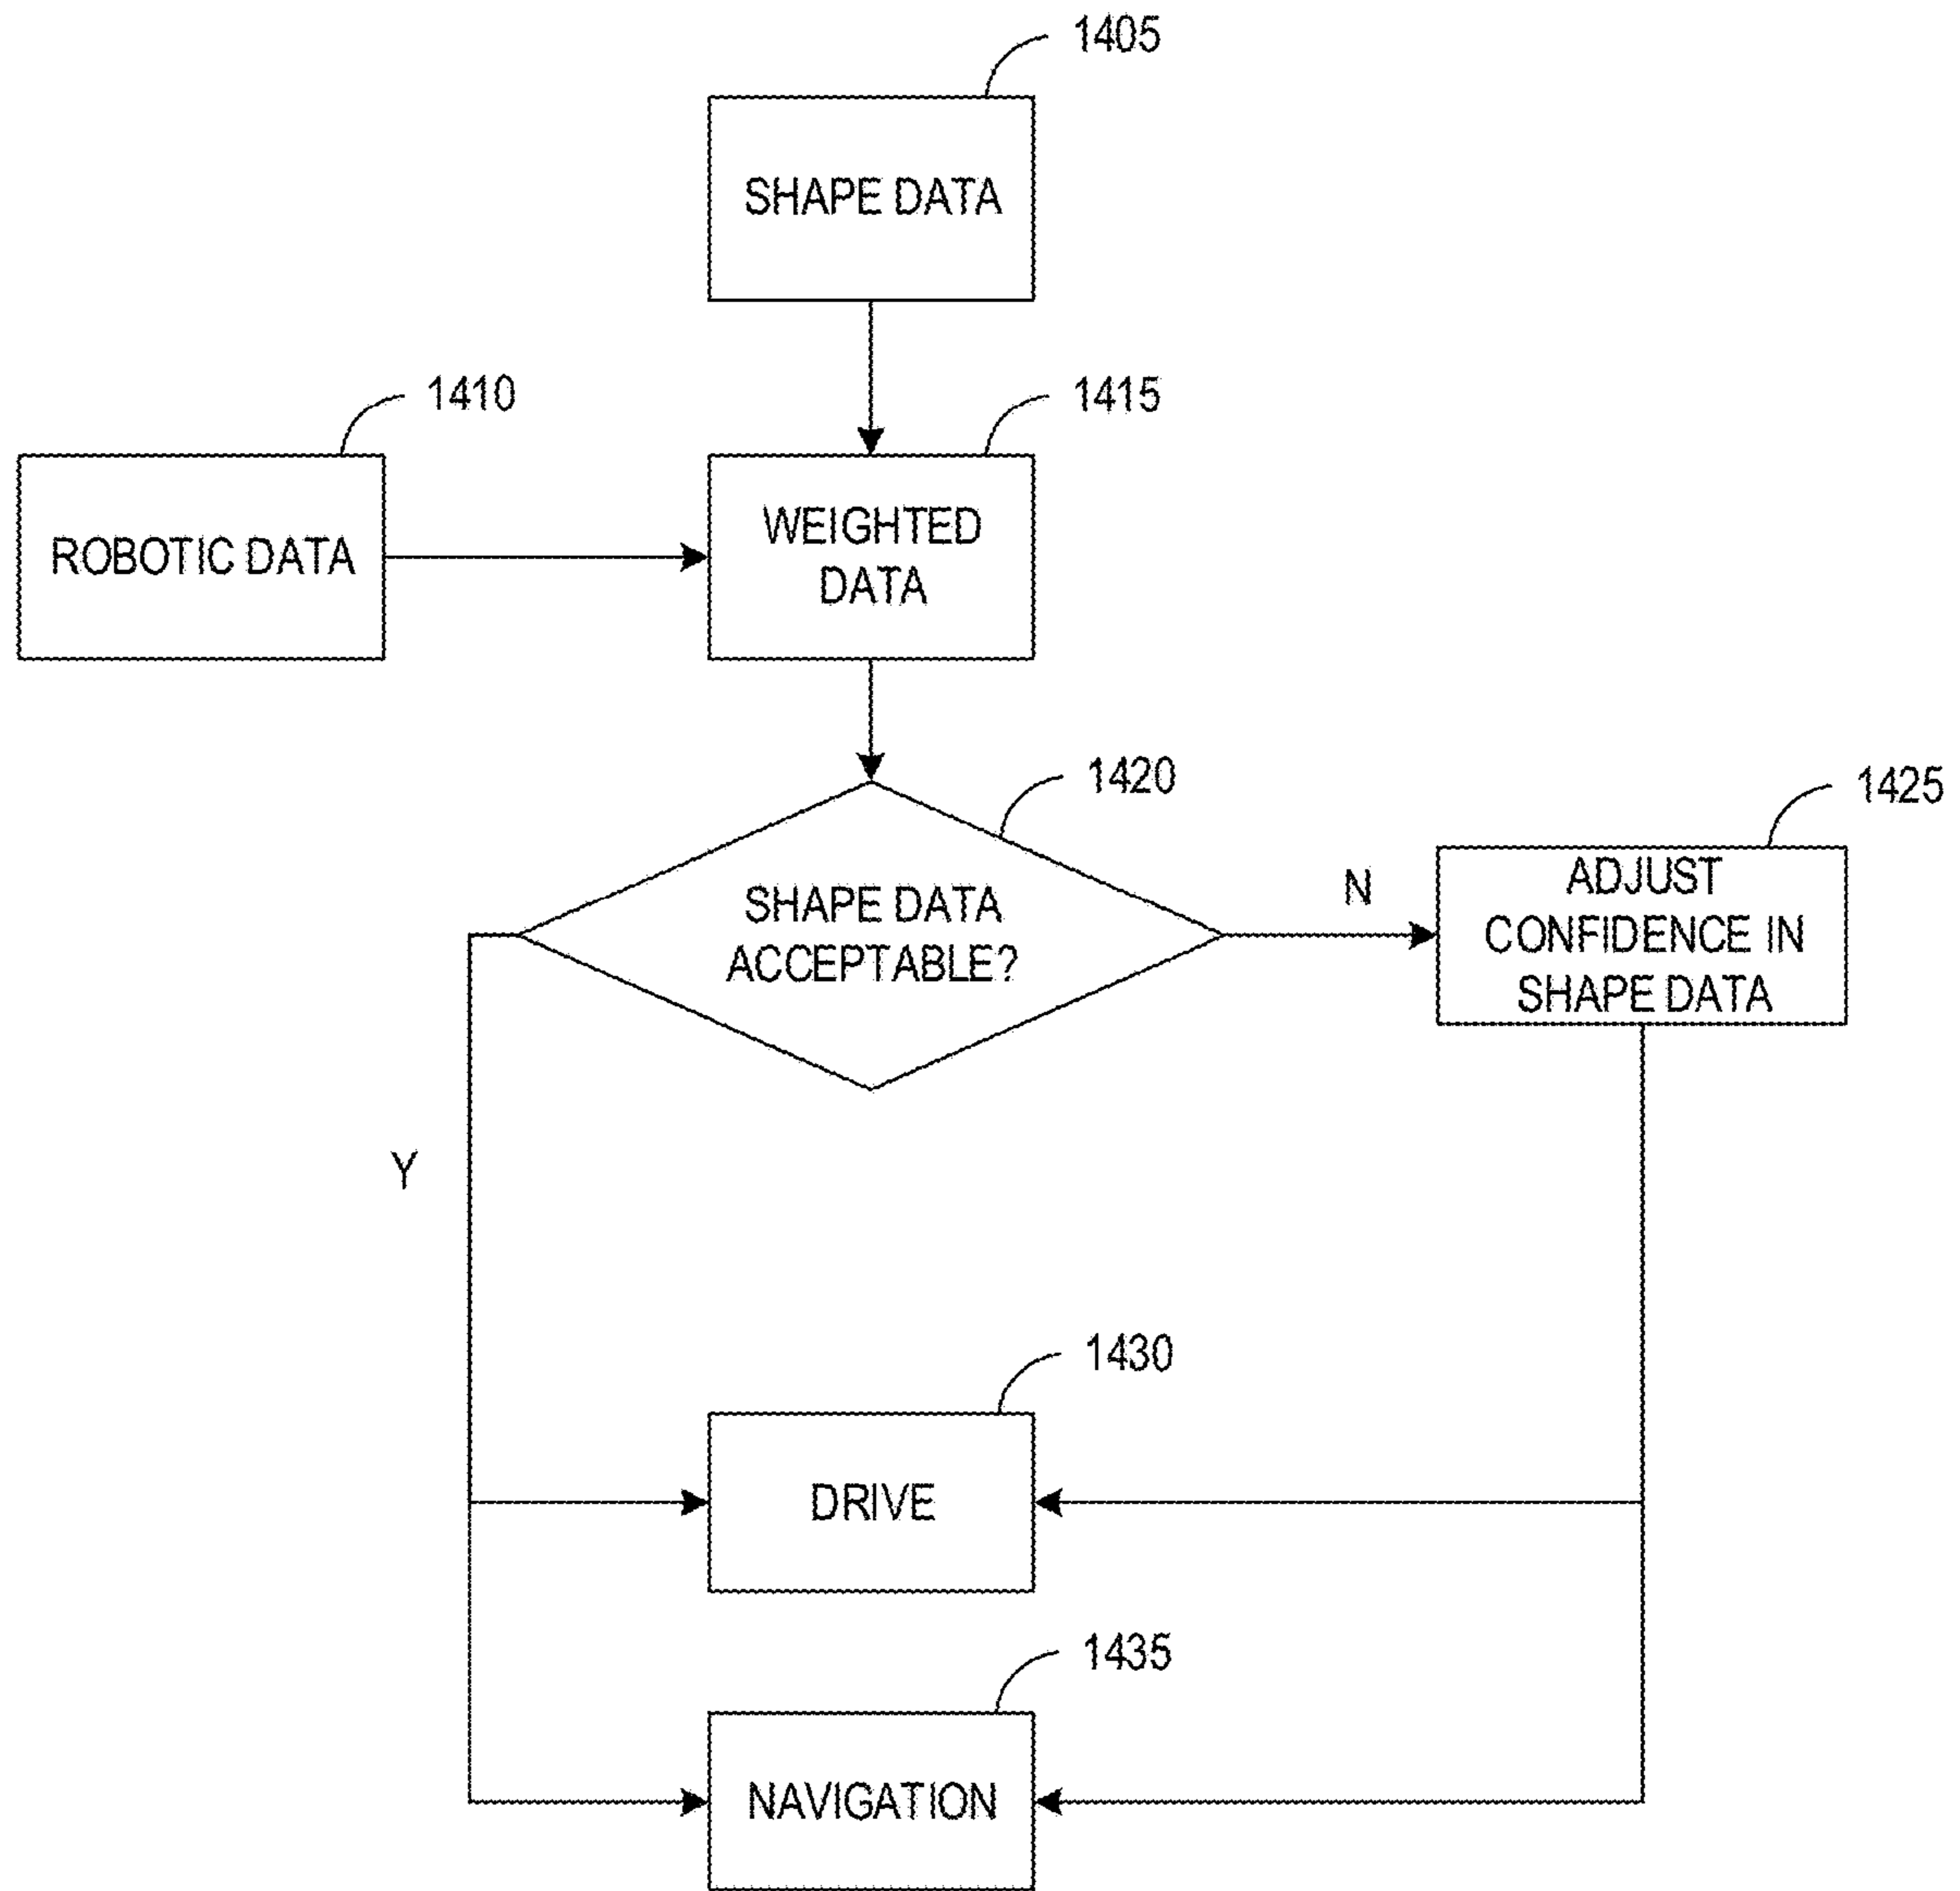 1405
SHAPE DATA
1410
1415
ROBOTIC DATA
WEIGHTED
DATA
1420
1425
SHAPE DATA
ACCEPTABLE?
N
ADJUST
CONFIDENCE IN
SHAPE DATA
Y
1430
DRIVE
1435
NAVIGATION